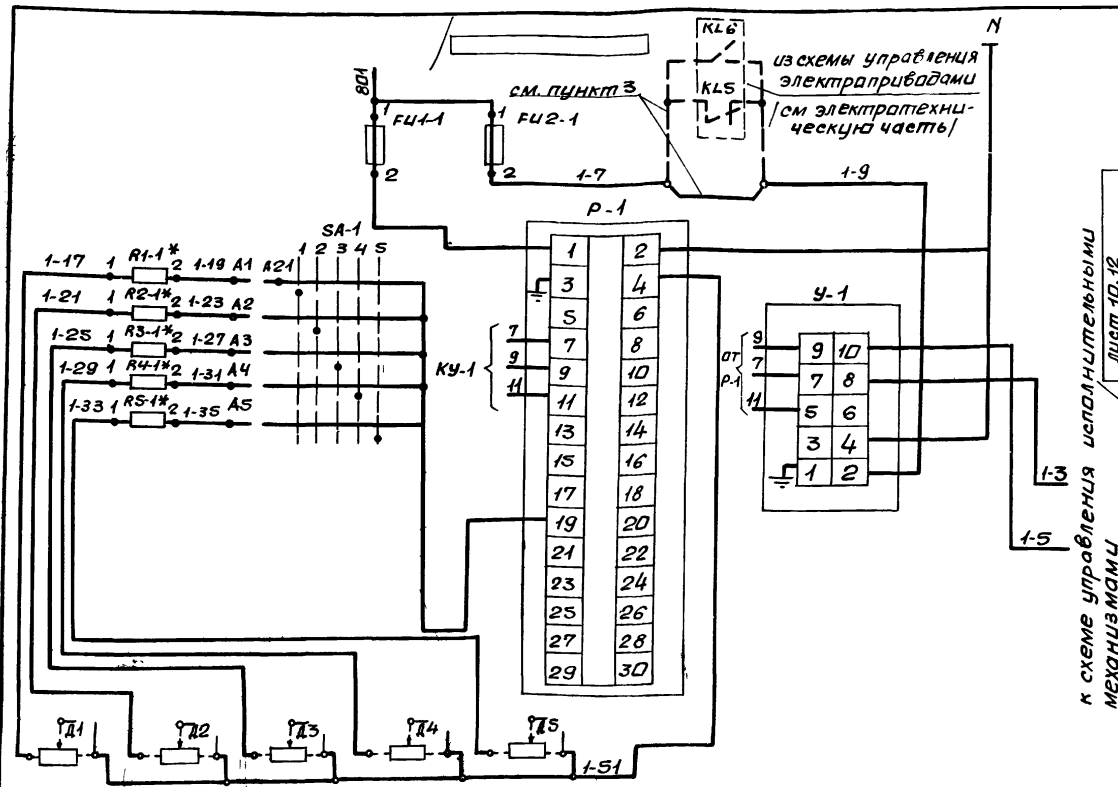 KL6
N
из схемы управления
электроприводами
801
см. пункт 3
KL5
/см электротехни-
ческую часть/
1 FU1-1
1 FU2-1
2
2
1-7
1-9
P-1
SA-1
1 2 3 4 5
1-17 1 R1-1* 2 1-19 A1 A21
1-21 1 R2-1* 2 1-23 A2
1-25 1 R3-1* 2 1-27 A3
1-29 1 R4-1* 2 1-31 A4
1-33 1 R5-1* 2 1-35 A5
КУ-1
7
9
11
1 2
3 4
5 6
7 8
9 10
11 12
13 14
15 16
17 18
19 20
21 22
23 24
25 26
27 28
29 30
У-1
от
Р-1
9
7
11
9 10
7 8
5 6
3 4
1 2
1-3
1-5
к схеме управления исполнительными
механизмами
Лист 10.12
Д1 Д2 Д3 Д4 Д5
1-51